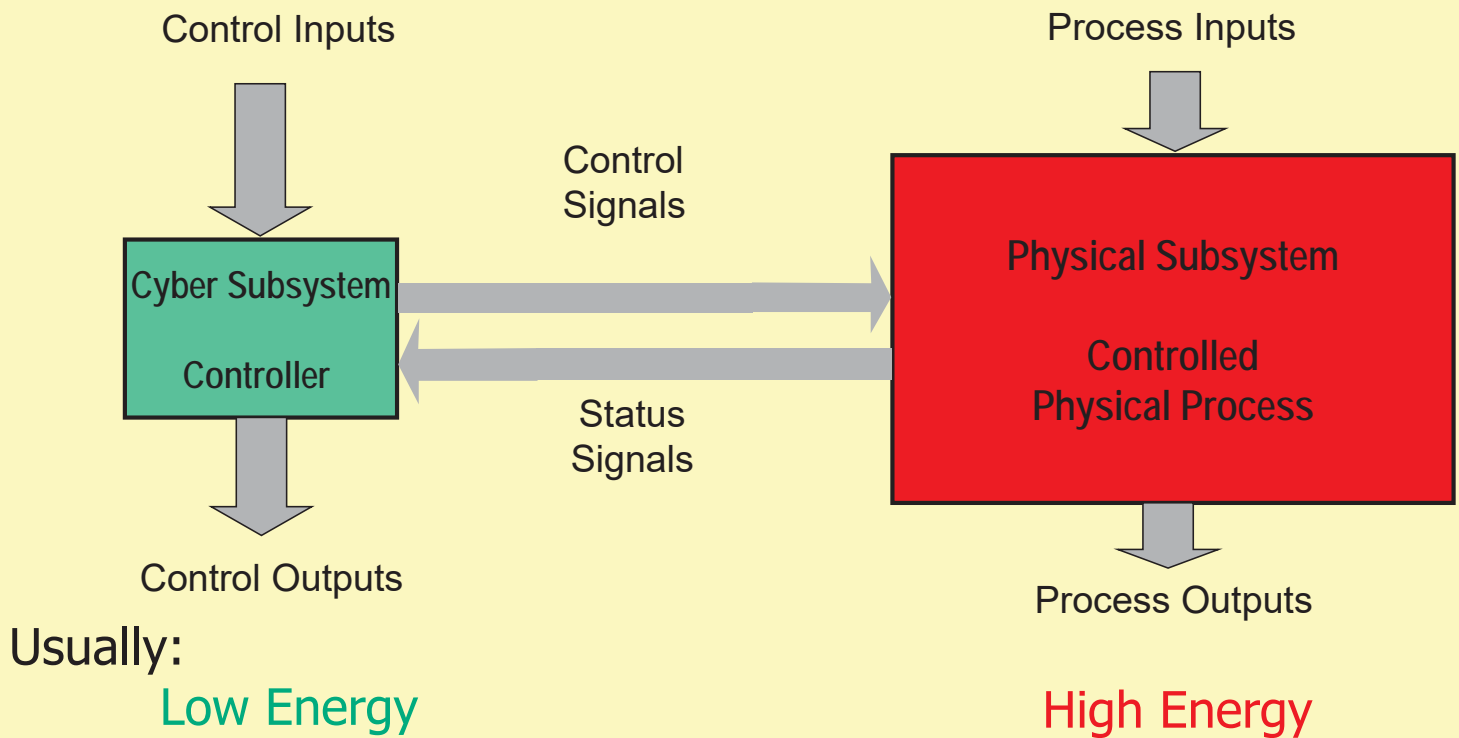 Control Inputs
Process Inputs
Control
Signals
Cyber Subsystem
Controller
Physical Subsystem
Controlled
Physical Process
Status
Signals
Control Outputs
Process Outputs
Usually:
Low Energy
High Energy